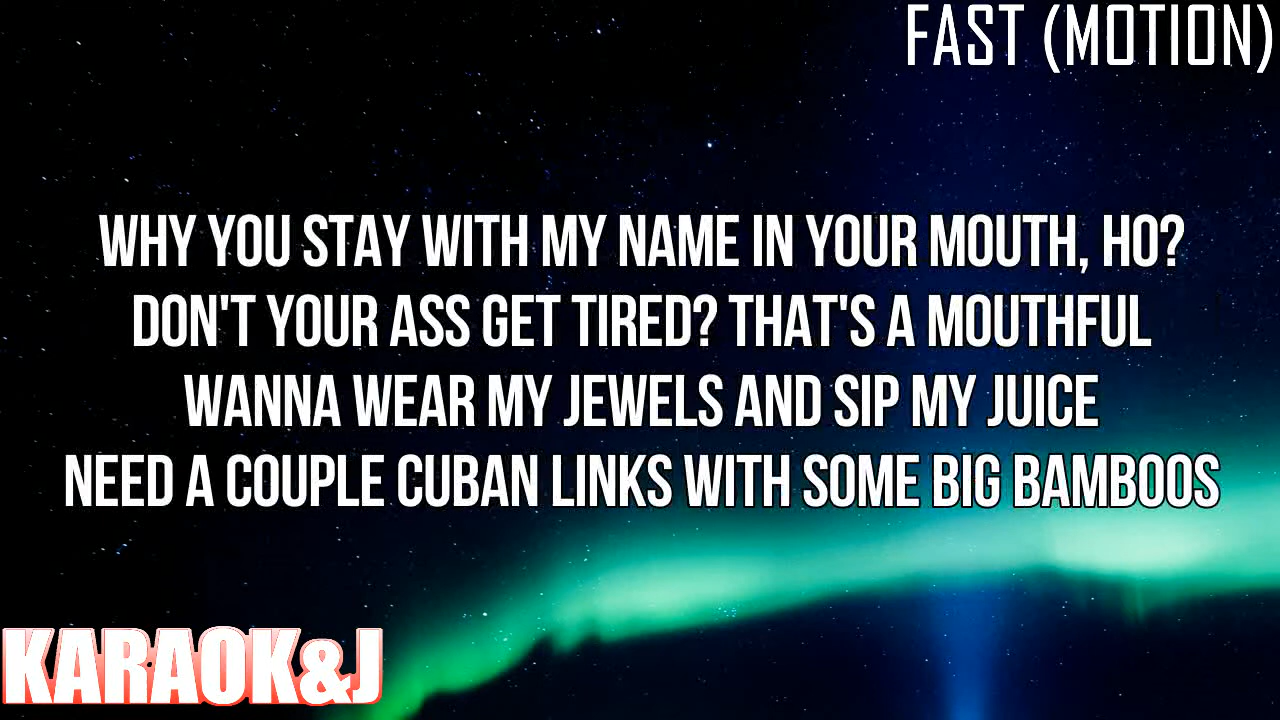 FAST (MOTION)
WHY YOU STAY WITH MY NAME IN YOUR MOUTH, HO?
DON'T YOUR ASS GET TIRED? THAT'S A MOUTHFUL
WANNA WEAR MY JEWELS AND SIP MY JUICE
NEED A COUPLE CUBAN LINKS WITH SOME BIG BAMBOOS
KARAOK&J